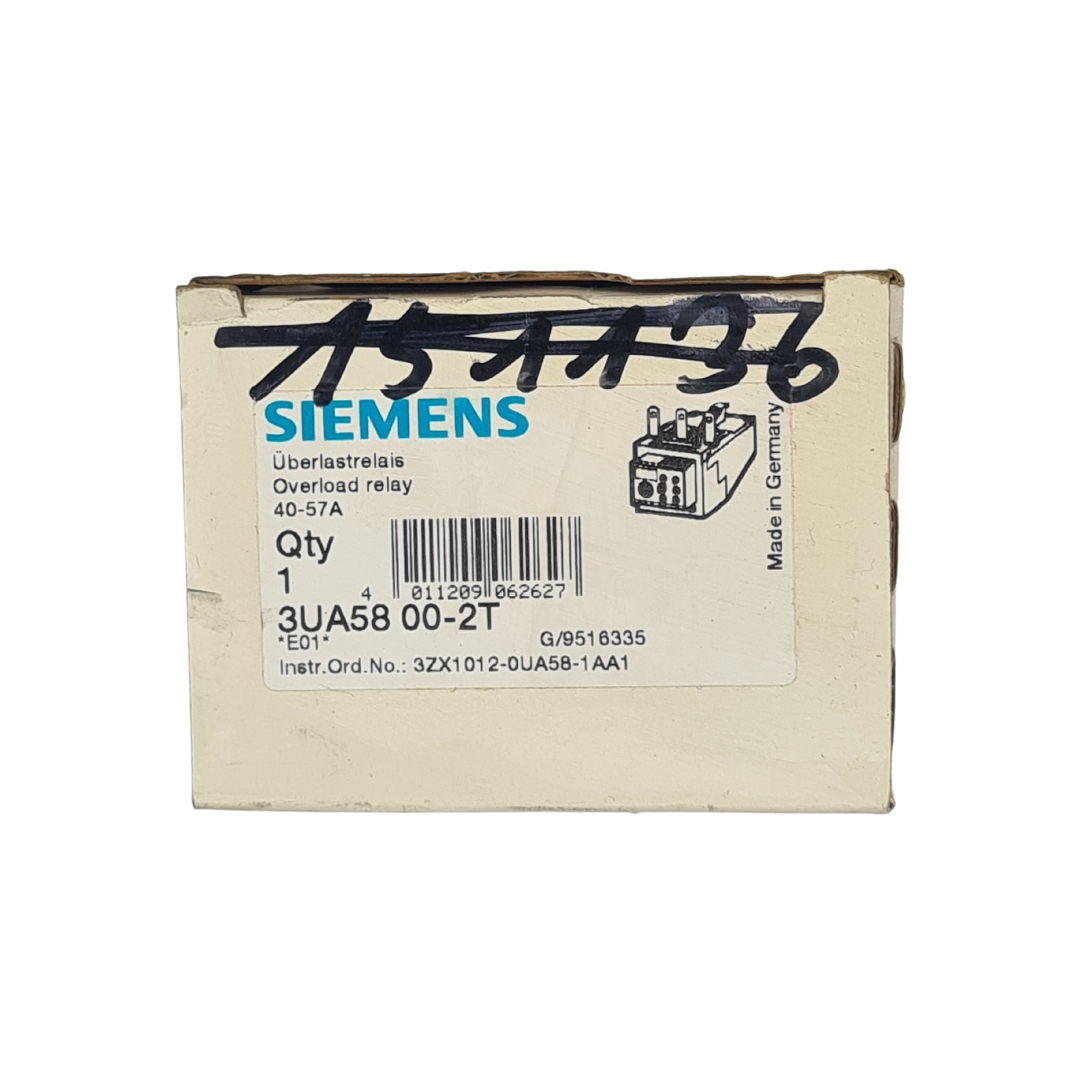 151136
SIEMENS
Überlastrelais
Overload relay
40-57A
Qty
1
4 011209 062627
3UA58 00-2T
*E01*
G/9516335
Instr.Ord.No.: 3ZX1012-0UA58-1AA1
Made in Germany